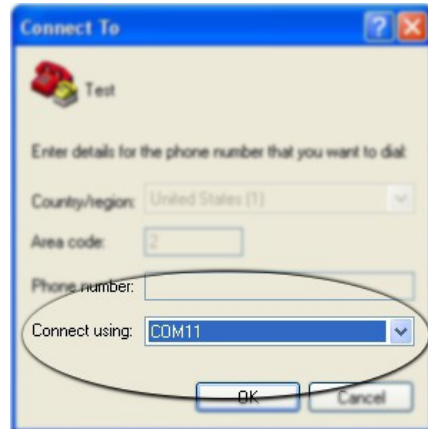 Connect To
Test
Enter details for the phone number that you want to dial:
Country/region: United States (1)
Area code: 2
Phone number:
Connect using: COM11
OK Cancel